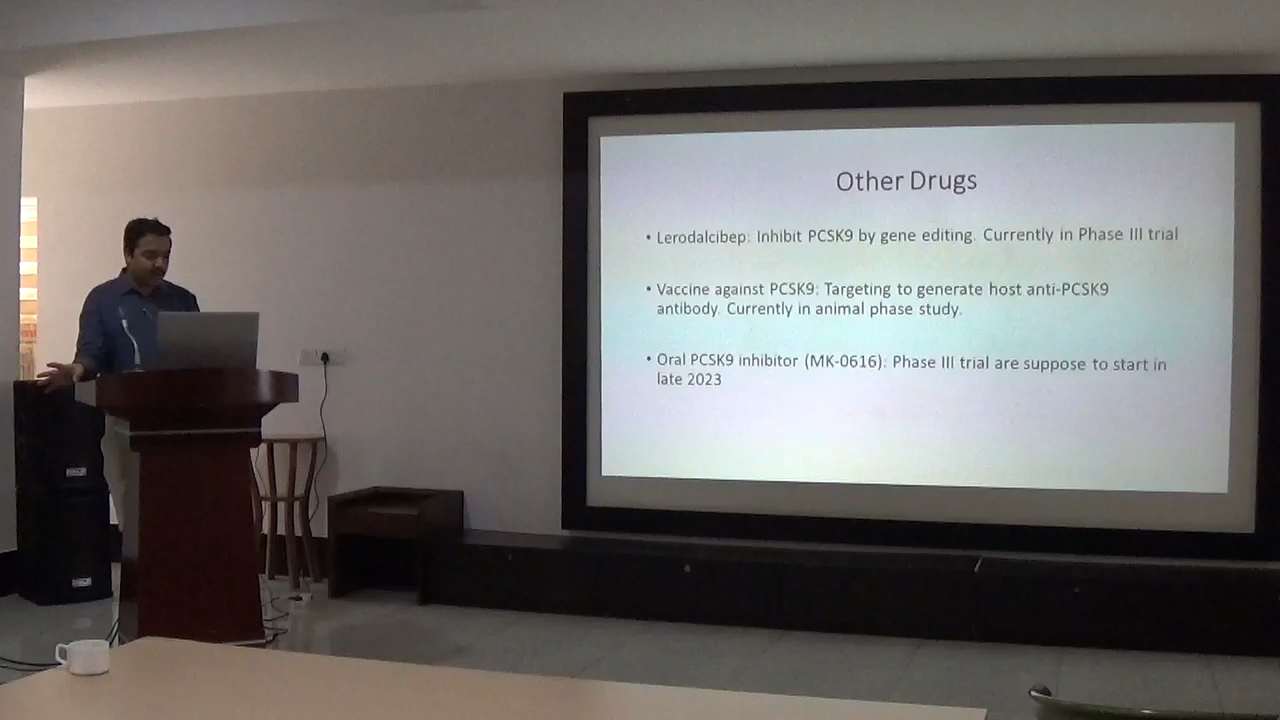 Other Drugs
• Lerodalcibep: Inhibit PCSK9 by gene editing. Currently in Phase III trial
• Vaccine against PCSK9: Targeting to generate host anti-PCSK9
antibody. Currently in animal phase study.
• Oral PCSK9 inhibitor (MK-0616): Phase III trial are suppose to start in
late 2023